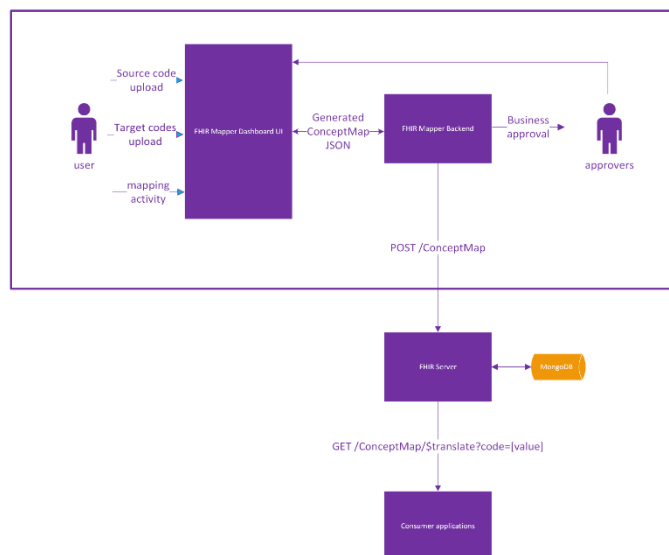 Source code
upload
Target codes
upload
user
mapping
activity
FHIR Mapper Dashboard UI
Generated
ConceptMap
JSON
FHIR Mapper Backend
Business
approval
approvers
POST /ConceptMap
FHIR Server
MongoDB
GET /ConceptMap/$translate?code=[value]
Consumer applications